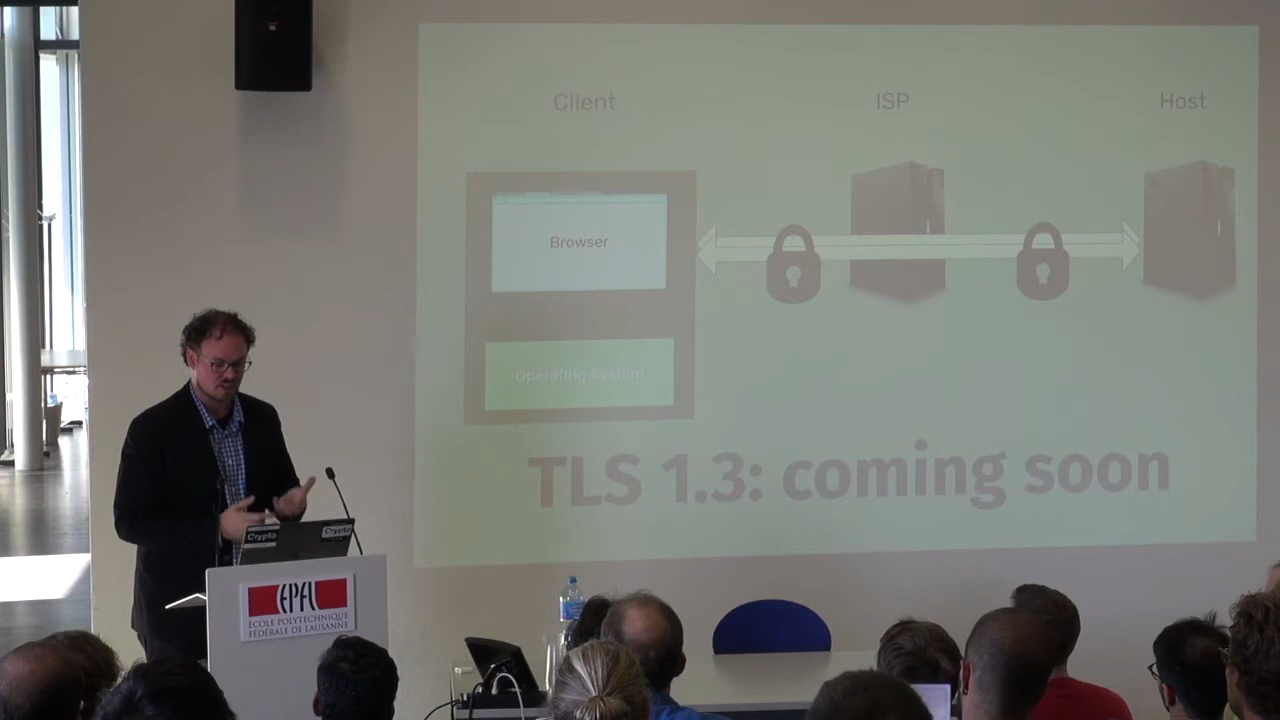 Client
ISP
Host
Browser
Operating System
TLS 1.3: coming soon
Crypto
Crypto
EPFL
ÉCOLE POLYTECHNIQUE
FÉDÉRALE DE LAUSANNE